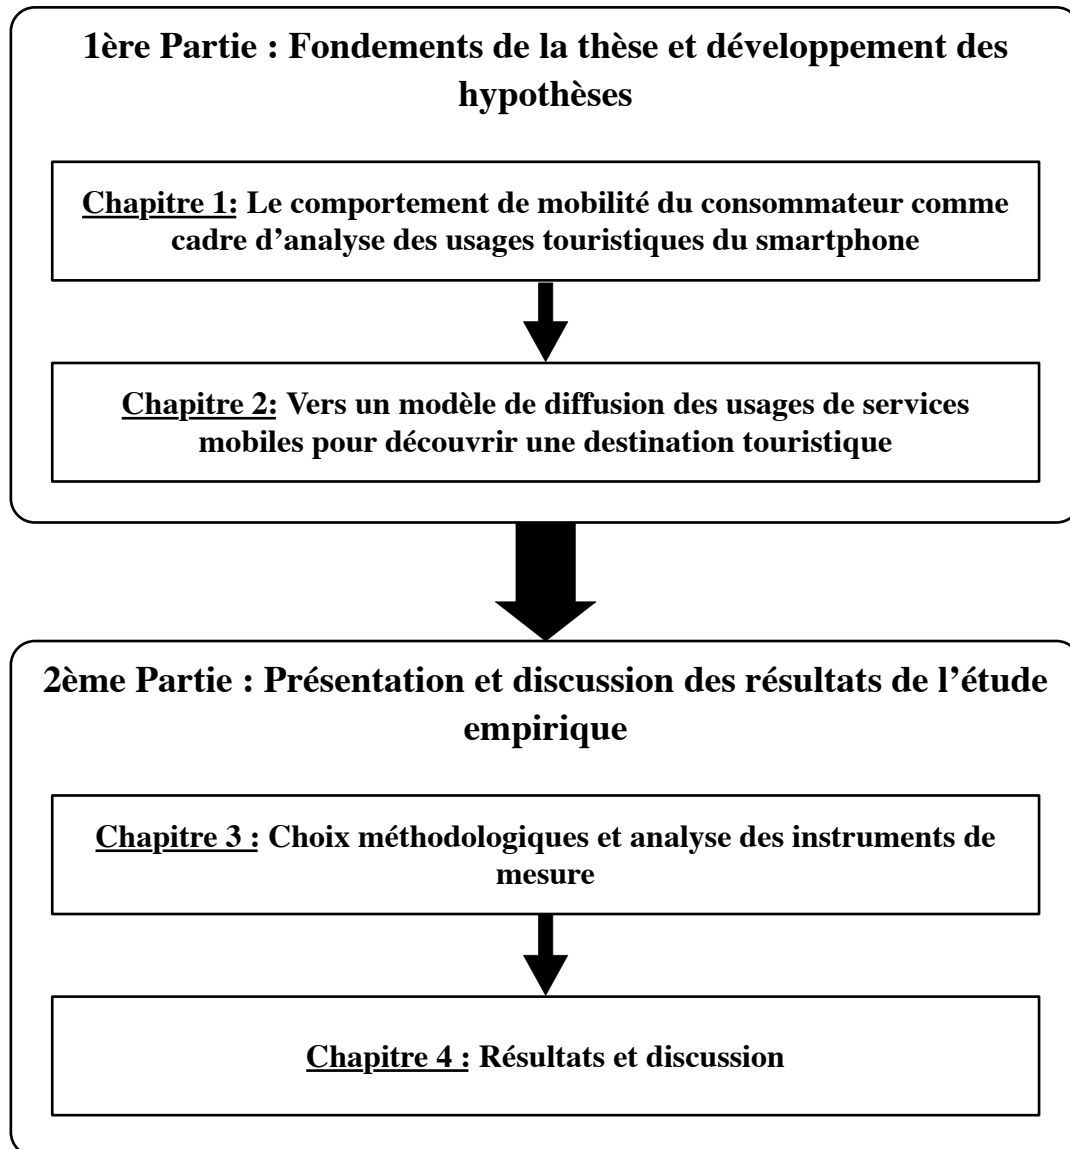 1ère Partie : Fondements de la thèse et développement des
hypothèses
Chapitre 1: Le comportement de mobilité du consommateur comme
cadre d’analyse des usages touristiques du smartphone
Chapitre 2: Vers un modèle de diffusion des usages de services
mobiles pour découvrir une destination touristique
2ème Partie : Présentation et discussion des résultats de l’étude
empirique
Chapitre 3 : Choix méthodologiques et analyse des instruments de
mesure
Chapitre 4 : Résultats et discussion